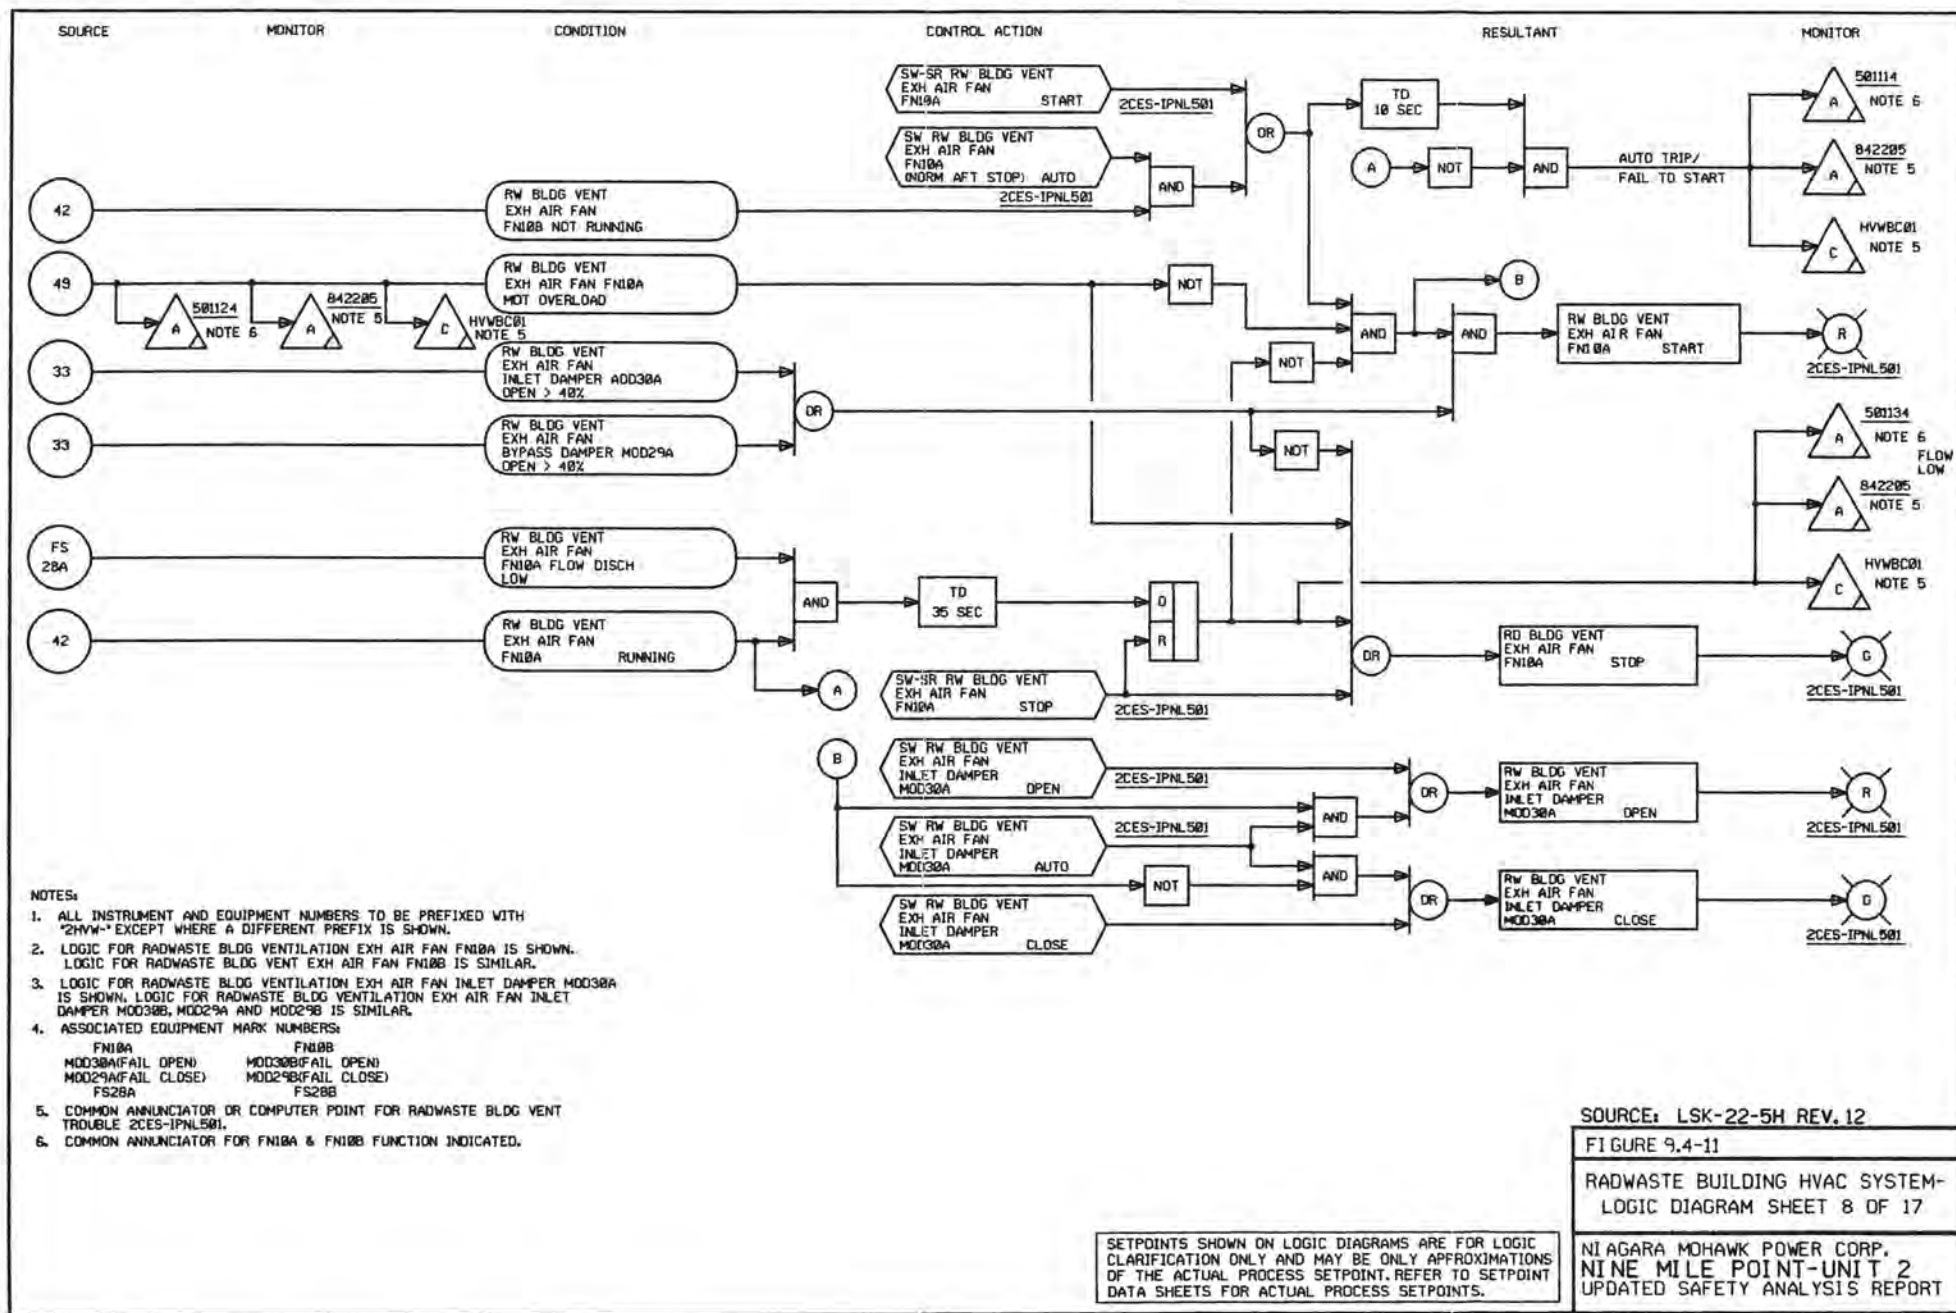 SOURCE
MONITOR
CONDITION
CONTROL ACTION
RESULTANT
MONITOR
SW-SR RW BLDG VENT
EXH AIR FAN
FN10A START
2CES-IPNL501
SW RW BLDG VENT
EXH AIR FAN
FN10A
(NORM AFT STOP) AUTO
2CES-IPNL501
AND
OR
TD
10 SEC
A
NOT
AND
AUTO TRIP/
FAIL TO START
A
501114
NOTE 6
A
842205
NOTE 5
C
HVWBC01
NOTE 5
42
RW BLDG VENT
EXH AIR FAN
FN10B NOT RUNNING
49
RW BLDG VENT
EXH AIR FAN FN10A
MOT OVERLOAD
A
501124
NOTE 6
A
842205
NOTE 5
C
HVWBC01
NOTE 5
NOT
NOT
AND
B
AND
RW BLDG VENT
EXH AIR FAN
FN10A START
R
2CES-IPNL501
33
RW BLDG VENT
EXH AIR FAN
INLET DAMPER AOD30A
OPEN > 40%
33
RW BLDG VENT
EXH AIR FAN
BYPASS DAMPER MOD29A
OPEN > 40%
OR
NOT
A
501134
NOTE 6
FLOW
LOW
A
842205
NOTE 5
C
HVWBC01
NOTE 5
FS
28A
RW BLDG VENT
EXH AIR FAN
FN10A FLOW DISCH
LOW
42
RW BLDG VENT
EXH AIR FAN
FN10A RUNNING
AND
TD
35 SEC
O
R
A
SW-SR RW BLDG VENT
EXH AIR FAN
FN10A STOP
2CES-IPNL501
OR
RD BLDG VENT
EXH AIR FAN
FN10A STOP
G
2CES-IPNL501
B
SW RW BLDG VENT
EXH AIR FAN
INLET DAMPER
MOD30A OPEN
2CES-IPNL501
SW RW BLDG VENT
EXH AIR FAN
INLET DAMPER
MOD30A AUTO
2CES-IPNL501
AND
OR
RW BLDG VENT
EXH AIR FAN
INLET DAMPER
MOD30A OPEN
R
2CES-IPNL501
NOT
AND
SW RW BLDG VENT
EXH AIR FAN
INLET DAMPER
MOD30A CLOSE
OR
RW BLDG VENT
EXH AIR FAN
INLET DAMPER
MOD30A CLOSE
G
2CES-IPNL501
NOTES:
1. ALL INSTRUMENT AND EQUIPMENT NUMBERS TO BE PREFIXED WITH
"2HVW-" EXCEPT WHERE A DIFFERENT PREFIX IS SHOWN.
2. LOGIC FOR RADWASTE BLDG VENTILATION EXH AIR FAN FN10A IS SHOWN.
LOGIC FOR RADWASTE BLDG VENT EXH AIR FAN FN10B IS SIMILAR.
3. LOGIC FOR RADWASTE BLDG VENTILATION EXH AIR FAN INLET DAMPER MOD30A
IS SHOWN. LOGIC FOR RADWASTE BLDG VENTILATION EXH AIR FAN INLET
DAMPER MOD30B, MOD29A AND MOD29B IS SIMILAR.
4. ASSOCIATED EQUIPMENT MARK NUMBERS:
FN10A FN10B
MOD30A(FAIL OPEN) MOD30B(FAIL OPEN)
MOD29A(FAIL CLOSE) MOD29B(FAIL CLOSE)
FS28A FS28B
5. COMMON ANNUNCIATOR OR COMPUTER POINT FOR RADWASTE BLDG VENT
TROUBLE 2CES-IPNL501.
6. COMMON ANNUNCIATOR FOR FN10A & FN10B FUNCTION INDICATED.
SETPOINTS SHOWN ON LOGIC DIAGRAMS ARE FOR LOGIC
CLARIFICATION ONLY AND MAY BE ONLY APPROXIMATIONS
OF THE ACTUAL PROCESS SETPOINT. REFER TO SETPOINT
DATA SHEETS FOR ACTUAL PROCESS SETPOINTS.
SOURCE: LSK-22-5H REV. 12
FIGURE 9.4-11
RADWASTE BUILDING HVAC SYSTEM-
LOGIC DIAGRAM SHEET 8 OF 17
NIAGARA MOHAWK POWER CORP.
NINE MILE POINT-UNIT 2
UPDATED SAFETY ANALYSIS REPORT